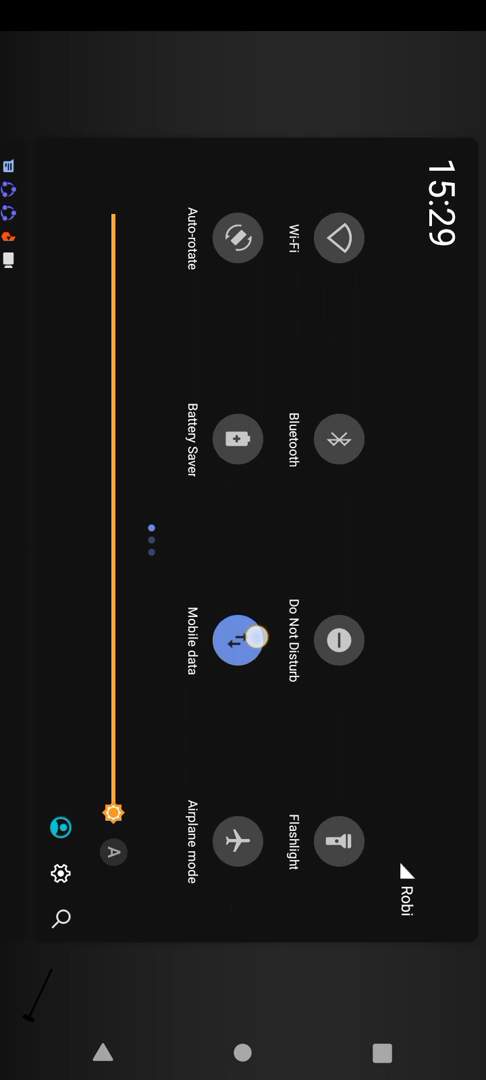 15:29
Robi
Wi-Fi
Bluetooth
Do Not Disturb
Flashlight
Auto-rotate
Battery Saver
Mobile data
Airplane mode
A